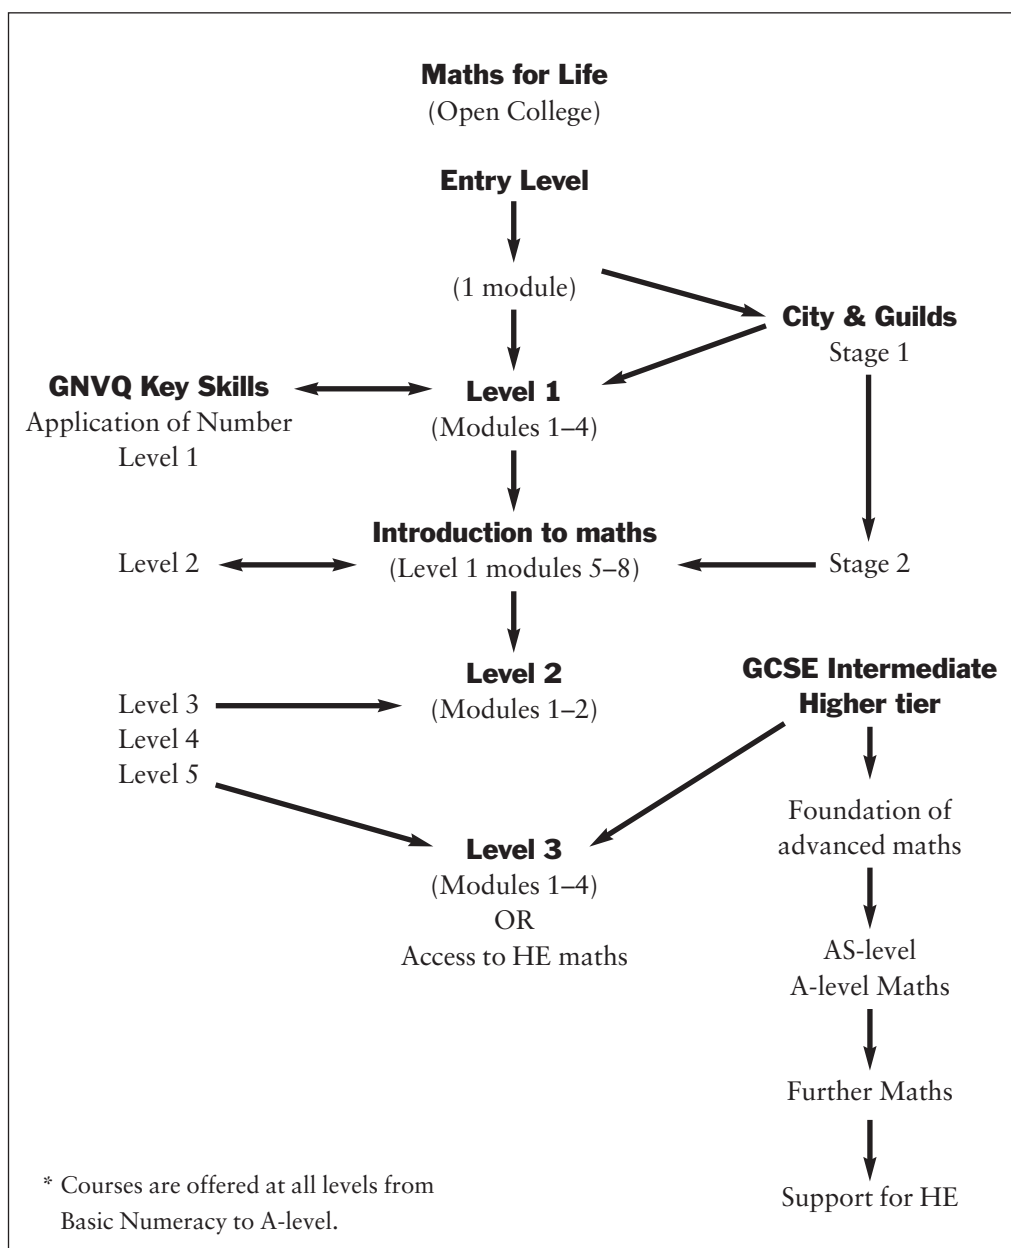 Maths for Life
(Open College)
Entry Level
(1 module)
City & Guilds
Stage 1
GNVQ Key Skills
Application of Number
Level 1
Level 1
(Modules 1–4)
Introduction to maths
(Level 1 modules 5–8)
Level 2
Stage 2
Level 2
(Modules 1–2)
GCSE Intermediate
Higher tier
Level 3
Level 4
Level 5
Foundation of
advanced maths
Level 3
(Modules 1–4)
OR
Access to HE maths
AS-level
A-level Maths
Further Maths
Support for HE
* Courses are offered at all levels from
Basic Numeracy to A-level.